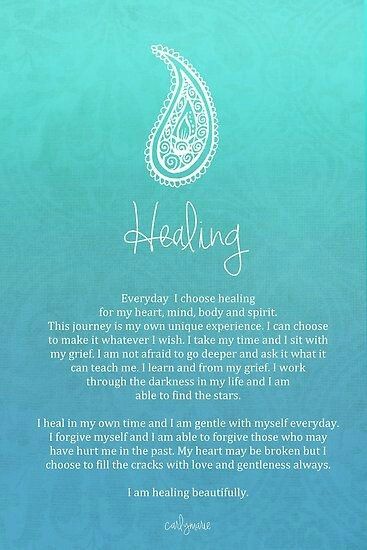 Healing
Everyday I choose healing
for my heart, mind, body and spirit.
This journey is my own unique experience. I can choose
to make it whatever I wish. I take my time and I sit with
my grief. I am not afraid to go deeper and ask it what it
can teach me. I learn and from my grief. I work
through the darkness in my life and I am
able to find the stars.
I heal in my own time and I am gentle with myself everyday.
I forgive myself and I am able to forgive those who may
have hurt me in the past. My heart may be broken but I
choose to fill the cracks with love and gentleness always.
I am healing beautifully.
carlymarie